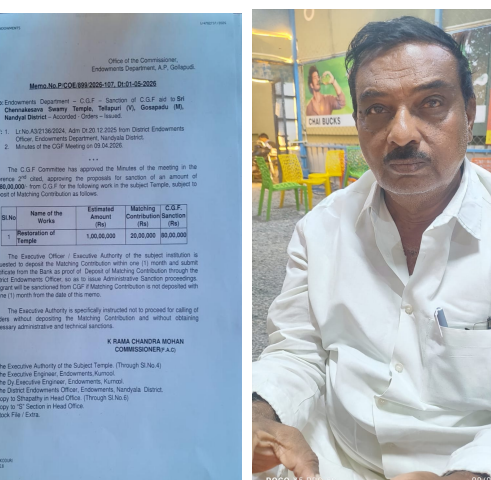 Office of the Commissioner,
Endowments Department, A.P, Gollapudi.
Memo.No.P/COE/899/2026-107, Dt:01-05-2026
Endowments Department – C.G.F – Sanction of C.G.F aid to Sri
Chennakesava Swamy Temple, Tellapuri (V), Gosapadu (M),
Nandyal District – Accorded - Orders – Issued.
1. Lr.No.A3/2136/2024, Adm Dt.20.12.2025 from District Endowments
Officer, Endowments Department, Nandyala District.
2. Minutes of the CGF Meeting on 09.04.2026.
***
The C.G.F Committee has approved the Minutes of the meeting in the
2nd cited, approving the proposals for sanction of an amount of
80,00,000/- from C.G.F for the following work in the subject Temple, subject to
of Matching Contribution as follows.
Sl.No Name of the Works Estimated Amount (Rs) Matching Contribution (Rs) C.G.F. Sanction (Rs)
1 Restoration of Temple 1,00,00,000 20,00,000 80,00,000
The Executive Officer / Executive Authority of the subject institution is
to deposit the Matching Contribution within one (1) month and submit
from the Bank as proof of Deposit of Matching Contribution through the
Endowments Officer, so as to issue Administrative Sanction proceedings.
grant will be sanctioned from CGF if Matching Contribution is not deposited with
one (1) month from the date of this memo.
The Executive Authority is specifically instructed not to proceed for calling of
without depositing the Matching Contribution and without obtaining
administrative and technical sanctions.
K RAMA CHANDRA MOHAN
COMMISSIONER(F.A.C)
Executive Authority of the Subject Temple. (Through Sl.No.4)
Executive Engineer, Endowments, Kurnool.
Dy. Executive Engineer, Endowments, Kurnool.
District Endowments Officer, Endowments, Nandyala District.
to Sthapathy in Head Office. (Through Sl.No.6)
to "S" Section in Head Office.
File / Extra.
CHAI BUCKS